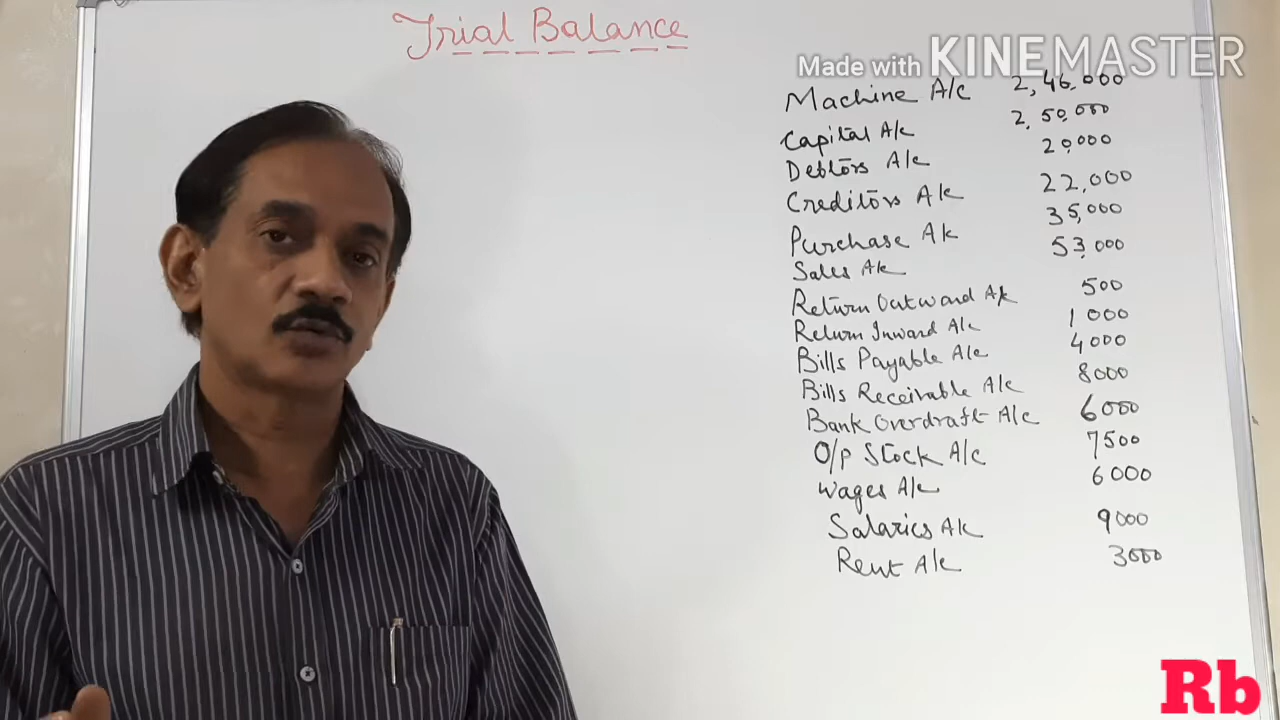 Trial Balance
Made with KINEMASTER
Machine A/c 2,46,000
Capital A/c 2,50,000
Debtors A/c 20,000
Creditors A/c 22,000
Purchase A/c 35,000
Sales A/c 53,000
Return Outward A/c 500
Return Inward A/c 1000
Bills Payable A/c 4000
Bills Receivable A/c 8000
Bank Overdraft A/c 6000
O/p Stock A/c 7500
Wages A/c 6000
Salaries A/c 9000
Rent A/c 3000
Rb